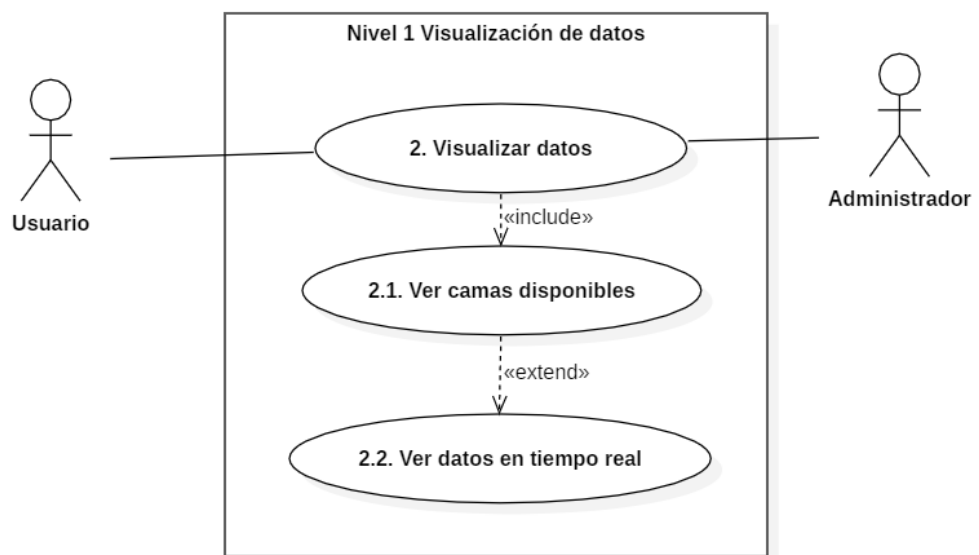 Nivel 1 Visualización de datos
2. Visualizar datos
Usuario
Administrador
«include»
2.1. Ver camas disponibles
«extend»
2.2. Ver datos en tiempo real